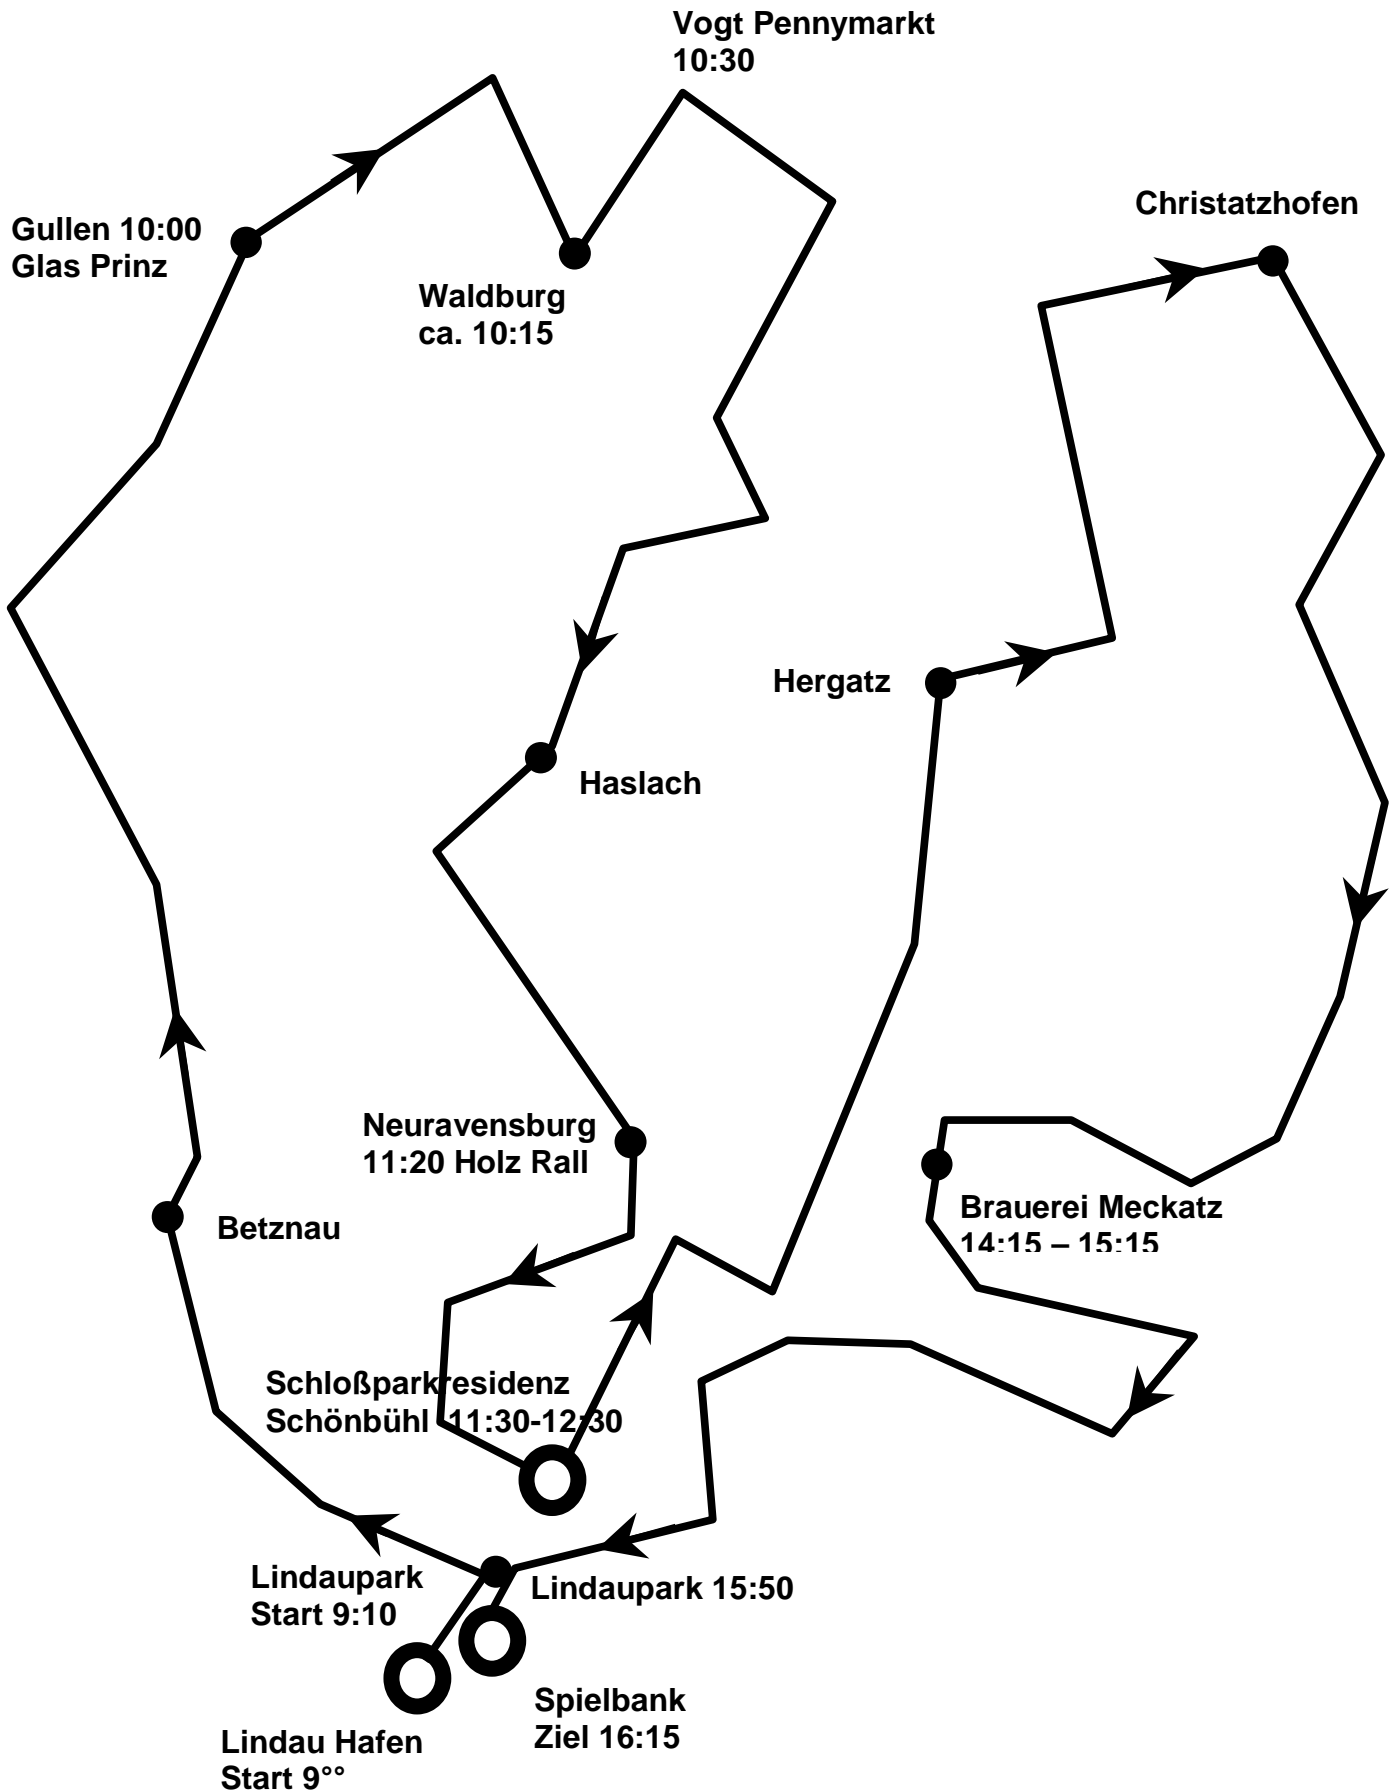 Vogt Pennymarkt
10:30
Christatzhofen
Gullen 10:00
Glas Prinz
Waldburg
ca. 10:15
Hergatz
Haslach
Neuravensburg
11:20 Holz Rall
Betznau
Brauerei Meckatz
14:15 – 15:15
Schloßparkresidenz
Schönbühl 11:30-12:30
Lindaupark
Start 9:10
Lindaupark 15:50
Spielbank
Ziel 16:15
Lindau Hafen
Start 9°°